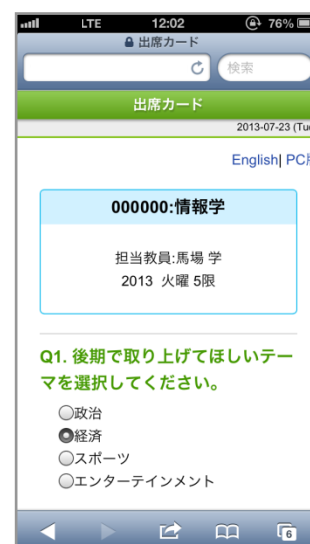 LTE 12:02 76%
出席カード
検索
出席カード
2013-07-23 (Tue
English| PC版
000000:情報学
担当教員:馬場 学
2013 火曜 5限
Q1. 後期で取り上げてほしいテー
マを選択してください。
政治
経済
スポーツ
エンターテインメント
6